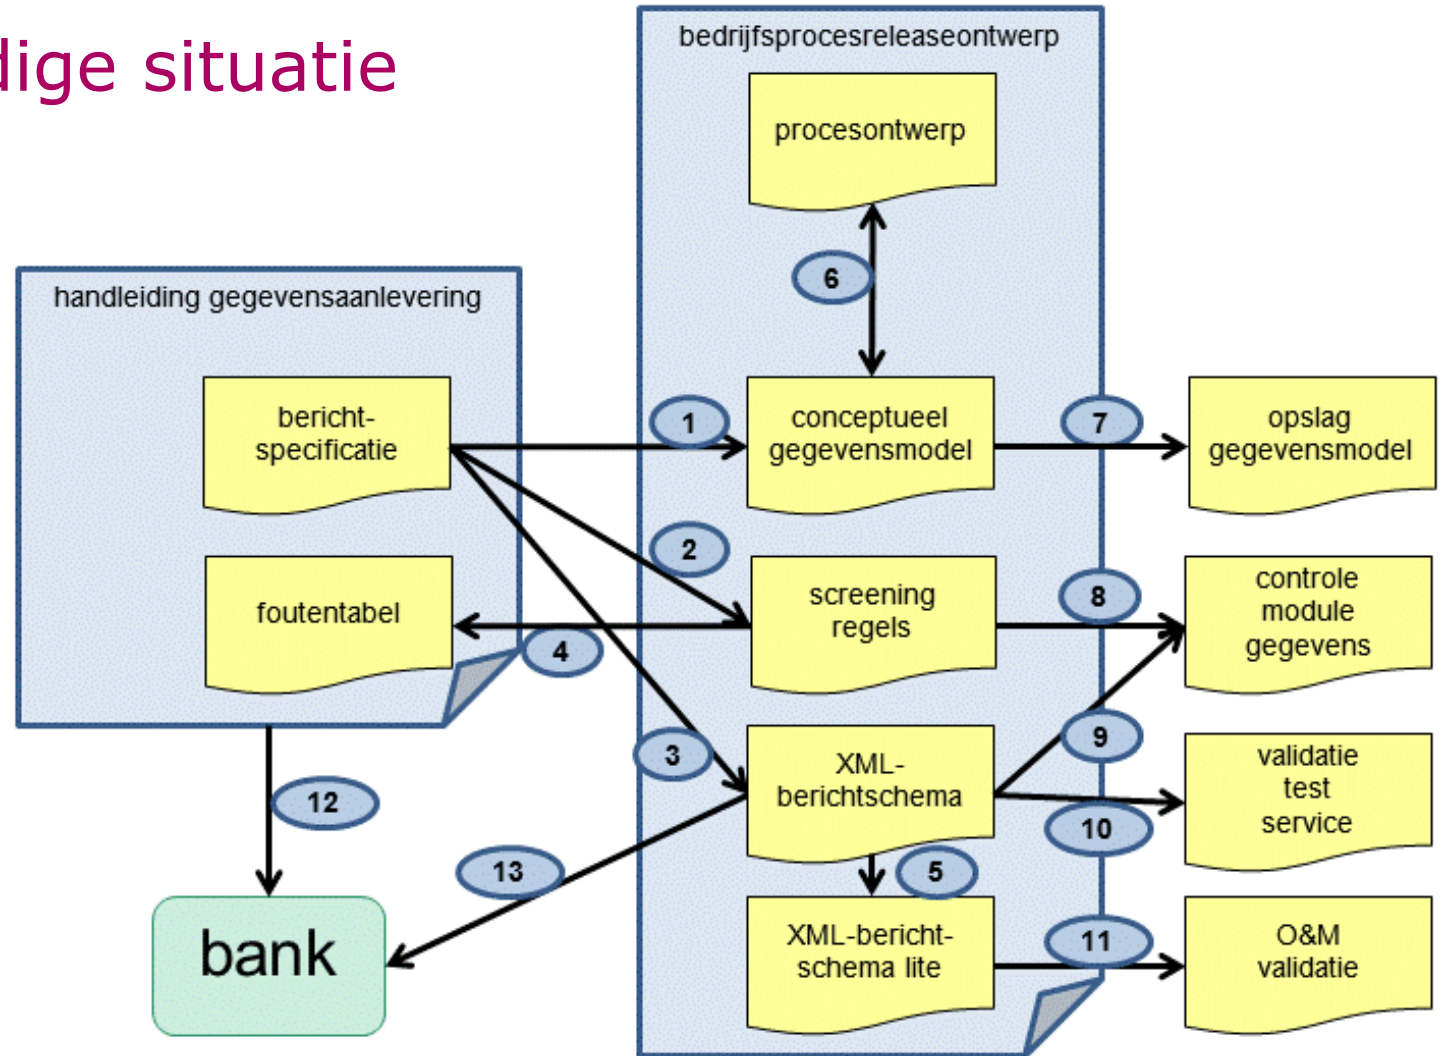 dige situatie
bedrijfsprocesreleaseontwerp
procesontwerp
6
handleiding gegevensaanlevering
bericht-
specificatie
1
conceptueel
gegevensmodel
7
opslag
gegevensmodel
2
foutentabel
4
screening
regels
8
controle
module
gegevens
3
XML-
berichtschema
9
validatie
test
service
10
12
13
5
bank
XML-bericht-
schema lite
11
O&M
validatie